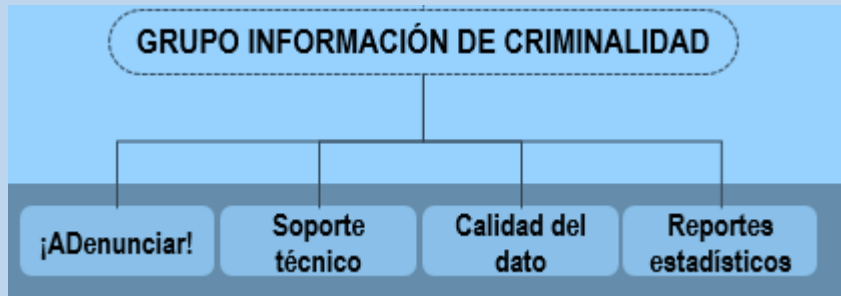 GRUPO INFORMACIÓN DE CRIMINALIDAD
¡ADenunciar!
Soporte
técnico
Calidad del
dato
Reportes
estadísticos